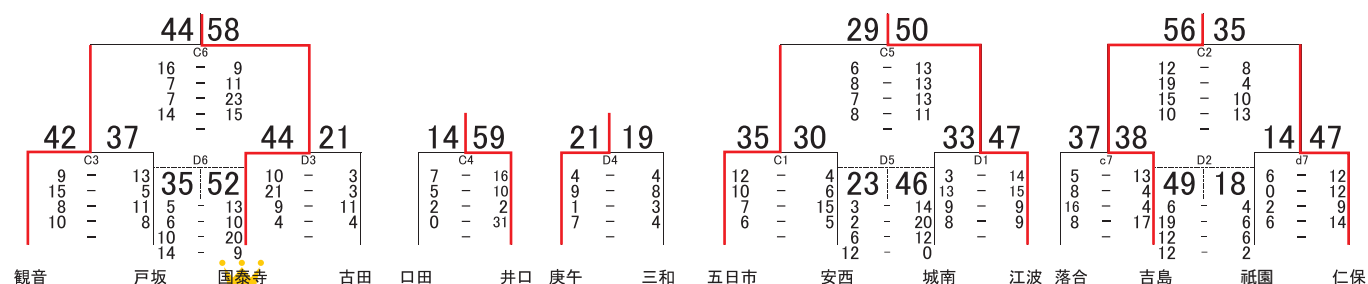 44 58 29 50 56 35
C6 C5 C2
16 - 9 6 - 13 12 - 8
7 - 11 8 - 13 19 - 4
7 - 23 7 - 13 15 - 10
14 - 15 8 - 11 10 - 13
- - -
42 37 44 21 14 59 21 19 35 30 33 47 37 38 14 47
C3 D6 D3 C4 D4 C1 D5 D1 c7 D2 d7
9 - 13 35 52 10 - 3 7 - 16 4 - 4 12 - 4 23 46 3 - 14 5 - 13 49 18 6 - 12
15 - 5 21 - 3 5 - 10 9 - 8 10 - 6 13 - 15 8 - 4 0 - 12
8 - 11 5 - 13 9 - 11 2 - 2 1 - 3 7 - 15 3 - 14 9 - 9 16 - 4 6 - 4 2 - 9
10 - 8 6 - 10 4 - 4 0 - 31 7 - 4 6 - 5 2 - 20 8 - 9 8 - 17 19 - 6 6 - 14
- 10 - 20 - - - - 6 - 12 - - 12 - 6 -
14 - 9 12 - 0 12 - 2
観音 戸坂 国泰寺 古田 口田 井口 庚午 三和 五日市 安西 城南 江波 落合 吉島 祇園 仁保